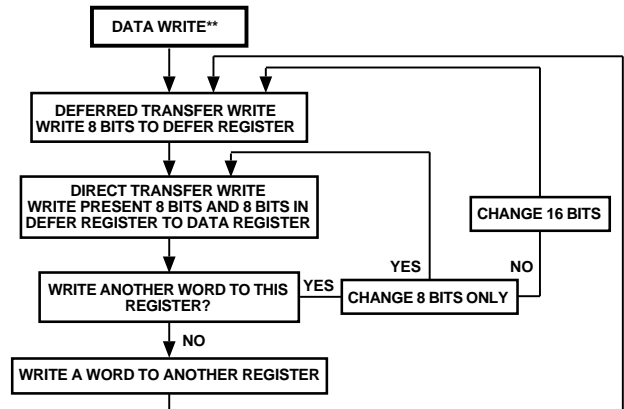 DATA WRITE**
DEFERRED TRANSFER WRITE
WRITE 8 BITS TO DEFER REGISTER
DIRECT TRANSFER WRITE
WRITE PRESENT 8 BITS AND 8 BITS IN
DEFER REGISTER TO DATA REGISTER
CHANGE 16 BITS
YES
NO
WRITE ANOTHER WORD TO THIS
REGISTER?
YES
CHANGE 8 BITS ONLY
NO
WRITE A WORD TO ANOTHER REGISTER